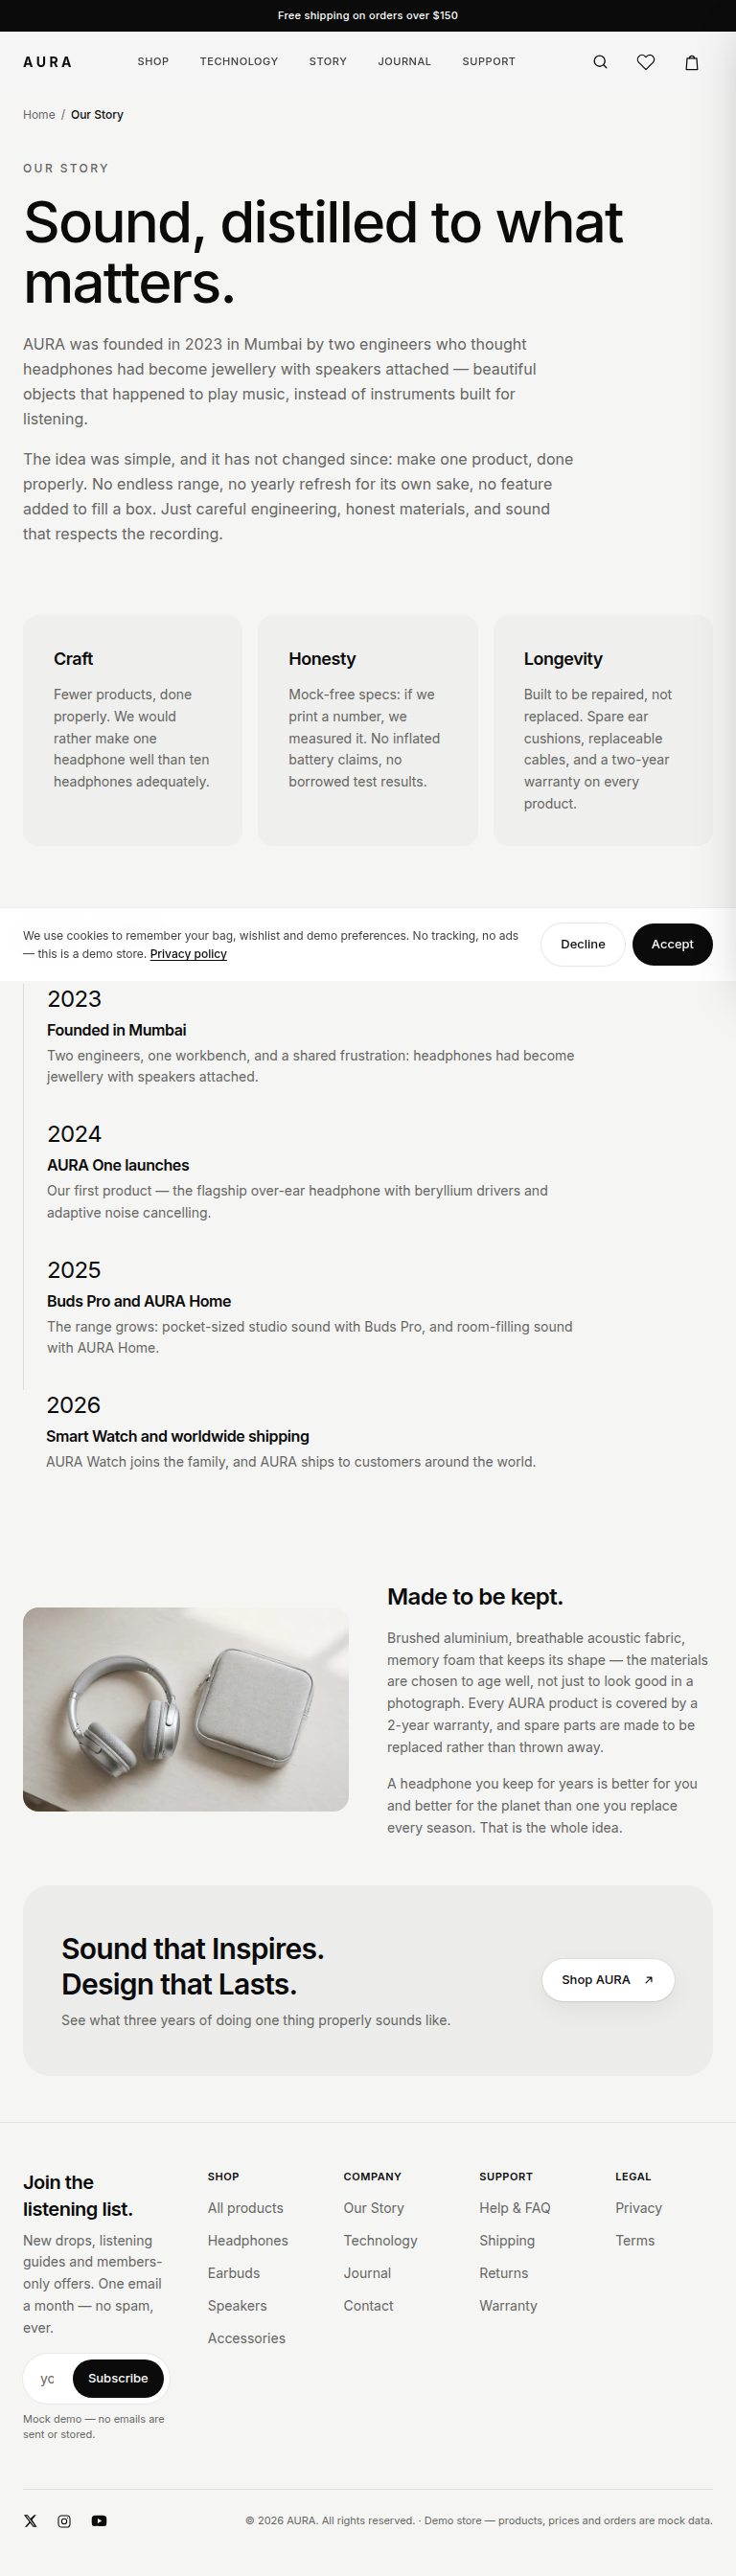 Free shipping on orders over $150
AURA
SHOP TECHNOLOGY STORY JOURNAL SUPPORT
Home / Our Story
OUR STORY
Sound, distilled to what
matters.
AURA was founded in 2023 in Mumbai by two engineers who thought
headphones had become jewellery with speakers attached — beautiful
objects that happened to play music, instead of instruments built for
listening.
The idea was simple, and it has not changed since: make one product, done
properly. No endless range, no yearly refresh for its own sake, no feature
added to fill a box. Just careful engineering, honest materials, and sound
that respects the recording.
Craft
Fewer products, done
properly. We would
rather make one
headphone well than ten
headphones adequately.
Honesty
Mock-free specs: if we
print a number, we
measured it. No inflated
battery claims, no
borrowed test results.
Longevity
Built to be repaired, not
replaced. Spare ear
cushions, replaceable
cables, and a two-year
warranty on every
product.
We use cookies to remember your bag, wishlist and demo preferences. No tracking, no ads
— this is a demo store. Privacy policy
Decline
Accept
2023
Founded in Mumbai
Two engineers, one workbench, and a shared frustration: headphones had become
jewellery with speakers attached.
2024
AURA One launches
Our first product — the flagship over-ear headphone with beryllium drivers and
adaptive noise cancelling.
2025
Buds Pro and AURA Home
The range grows: pocket-sized studio sound with Buds Pro, and room-filling sound
with AURA Home.
2026
Smart Watch and worldwide shipping
AURA Watch joins the family, and AURA ships to customers around the world.
Made to be kept.
Brushed aluminium, breathable acoustic fabric,
memory foam that keeps its shape — the materials
are chosen to age well, not just to look good in a
photograph. Every AURA product is covered by a
2-year warranty, and spare parts are made to be
replaced rather than thrown away.
A headphone you keep for years is better for you
and better for the planet than one you replace
every season. That is the whole idea.
Sound that Inspires.
Design that Lasts.
See what three years of doing one thing properly sounds like.
Shop AURA
Join the
listening list.
New drops, listening
guides and members-
only offers. One email
a month — no spam,
ever.
yo
Subscribe
Mock demo — no emails are
sent or stored.
SHOP
All products
Headphones
Earbuds
Speakers
Accessories
COMPANY
Our Story
Technology
Journal
Contact
SUPPORT
Help & FAQ
Shipping
Returns
Warranty
LEGAL
Privacy
Terms
© 2026 AURA. All rights reserved. · Demo store — products, prices and orders are mock data.